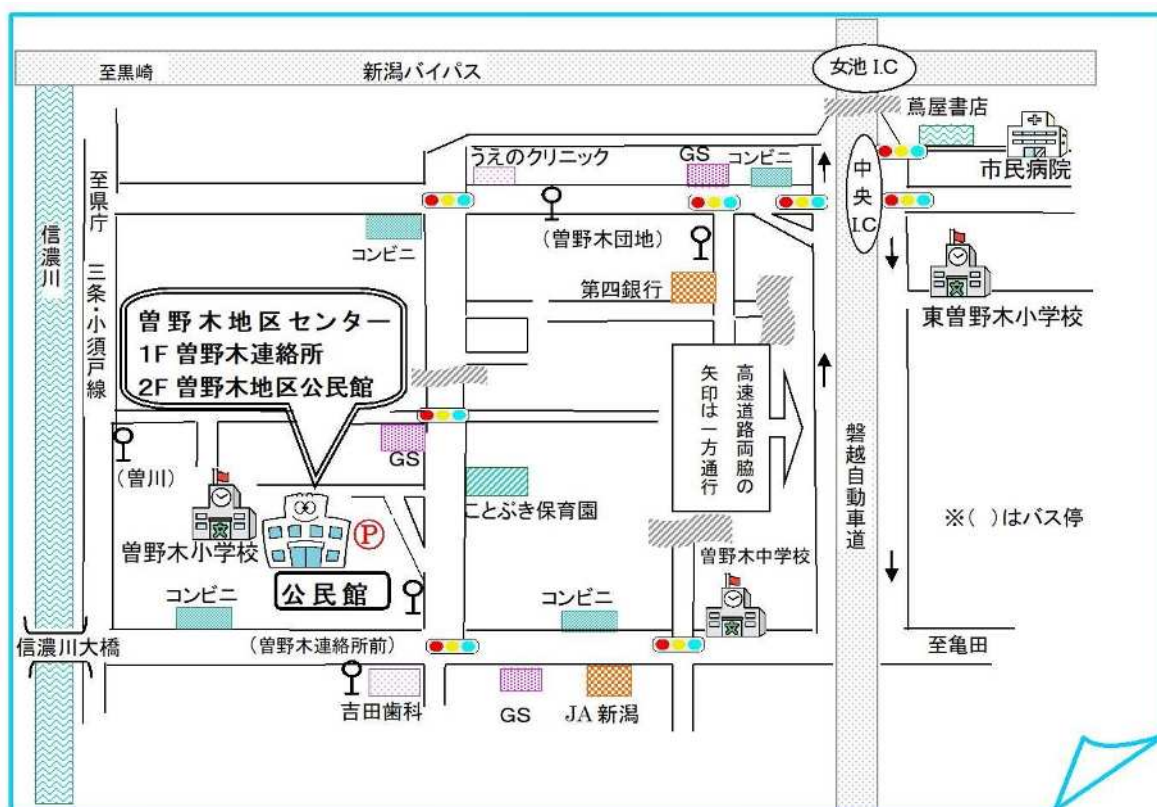 至黒崎
新潟バイパス
女池 I.C
蔦屋書店
市民病院
うえのクリニック
GS
コンビニ
中央I.C
至県庁
三条・小須戸線
信濃川
コンビニ
(曽野木団地)
第四銀行
東曽野木小学校
曽野木地区センター
1F 曽野木連絡所
2F 曽野木地区公民館
高速道路両脇の
矢印は一方通行
磐越自動車道
(曽川)
GS
ことぶき保育園
※( )はバス停
曽野木小学校
P
公民館
曽野木中学校
コンビニ
コンビニ
信濃川大橋
(曽野木連絡所前)
至亀田
吉田歯科
GS
JA 新潟